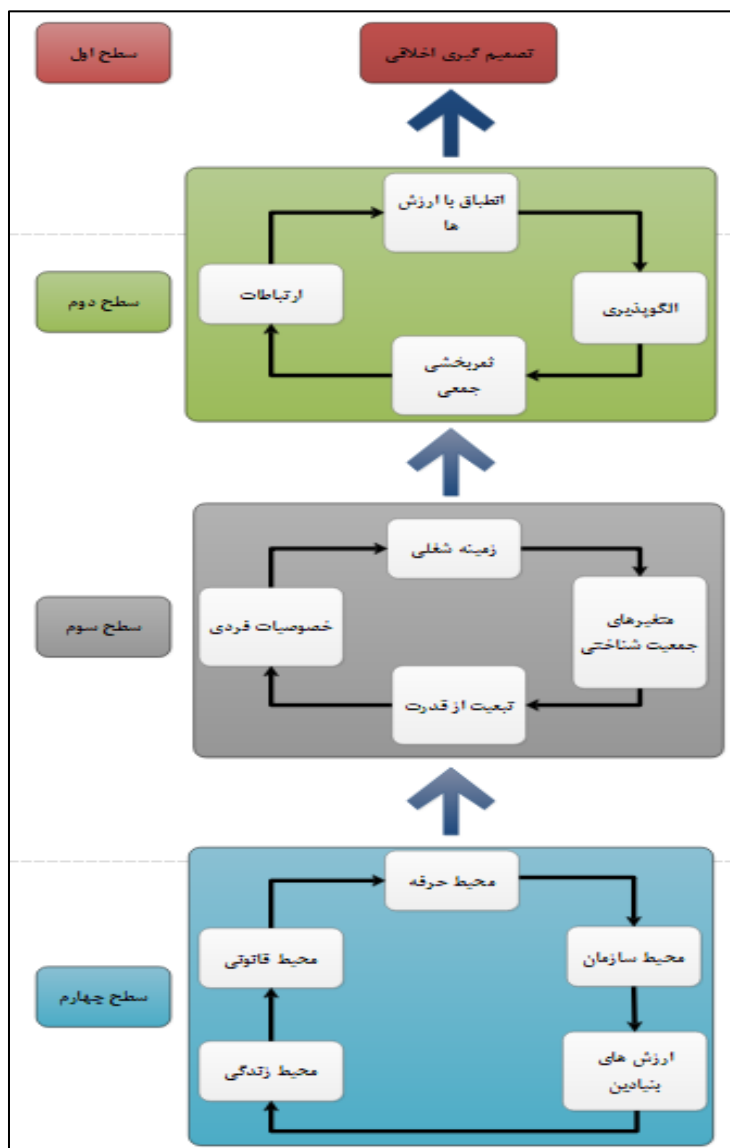 تصمیم گیری اخلاقی
سطح اول
انطباق با ارزش
ها
الگوپذیری
ارتباطات
سطح دوم
ثمربخشی
جمعی
زمینه شغلی
متغیرهای
جمعیت شناختی
خصوصیات فردی
سطح سوم
تبعیت از قدرت
محیط حرفه
محیط سازمان
محیط قانونی
سطح چهارم
ارزش های
بنیادین
محیط زندگی